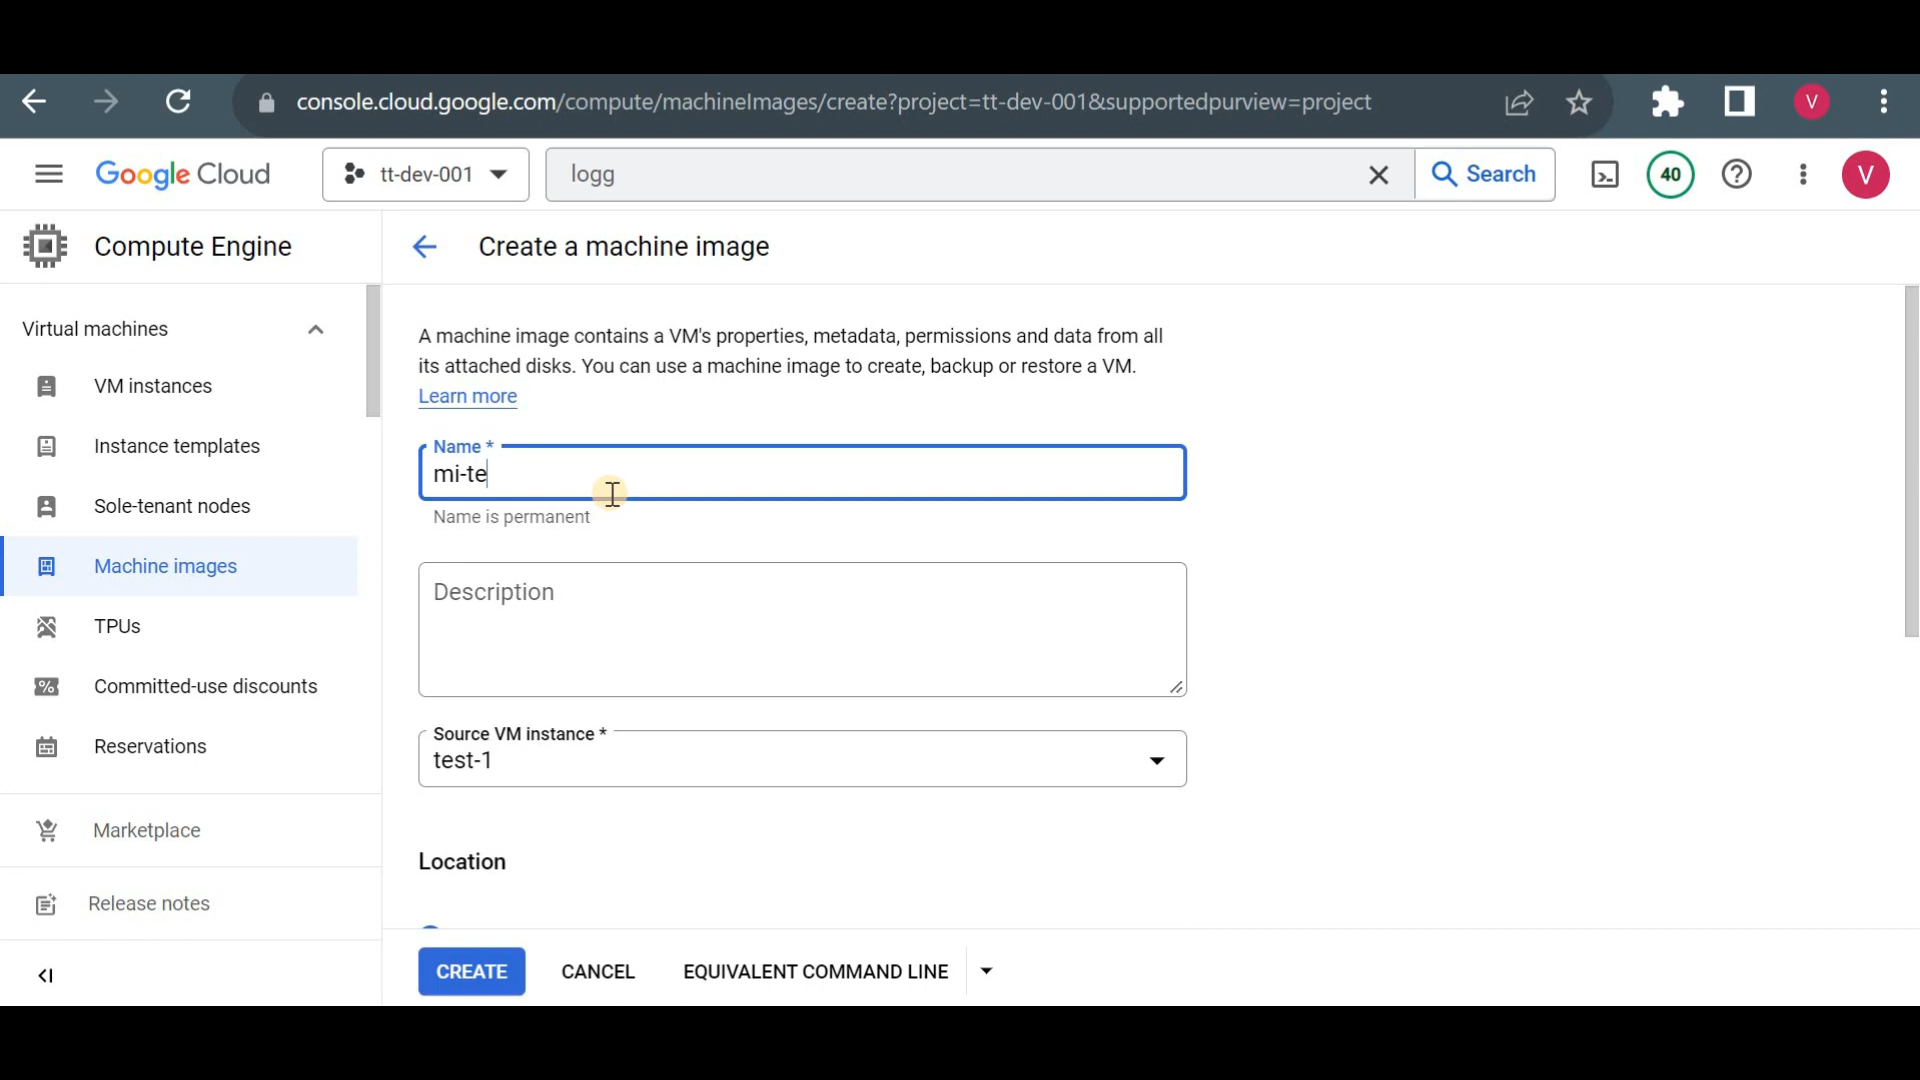 console.cloud.google.com/compute/machineImages/create?project=tt-dev-001&supportedpurview=project
V
Google Cloud
tt-dev-001
logg
Search
40
V
Compute Engine
Create a machine image
Virtual machines
VM instances
Instance templates
Sole-tenant nodes
Machine images
TPUs
Committed-use discounts
Reservations
Marketplace
Release notes
A machine image contains a VM's properties, metadata, permissions and data from all
its attached disks. You can use a machine image to create, backup or restore a VM.
Learn more
Name *
mi-te
Name is permanent
Description
Source VM instance *
test-1
Location
CREATE
CANCEL
EQUIVALENT COMMAND LINE